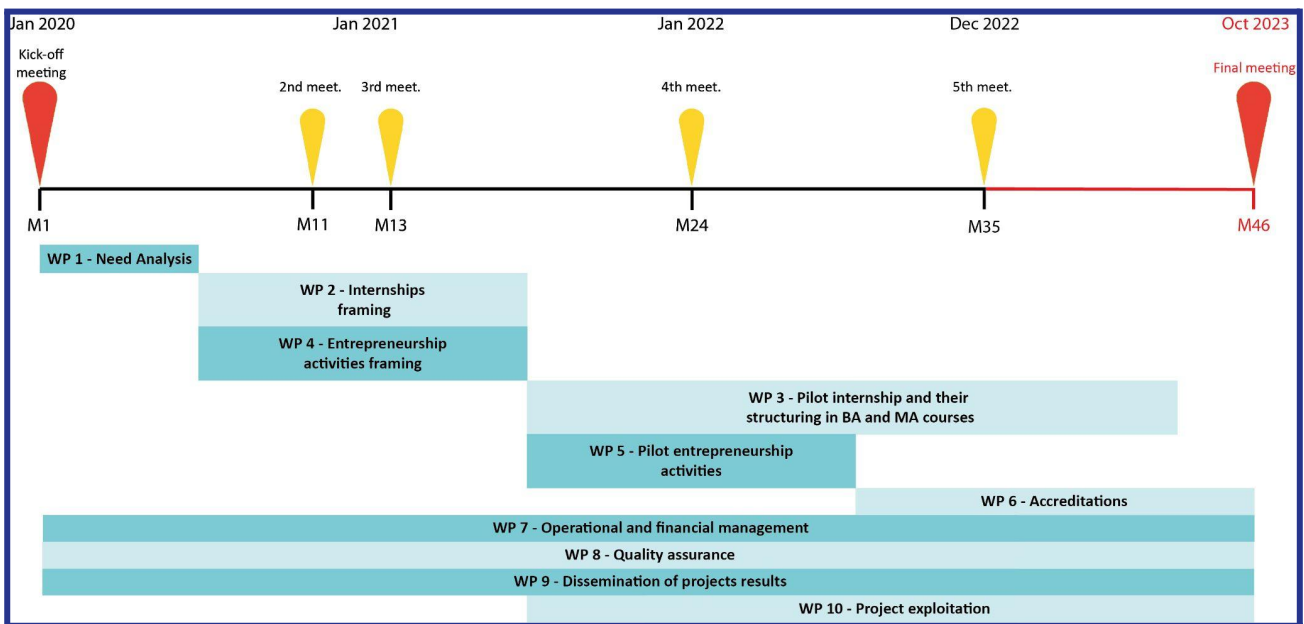 Jan 2020 Jan 2021 Jan 2022 Dec 2022 Oct 2023
Kick-off
meeting
2nd meet. 3rd meet. 4th meet. 5th meet. Final meeting
M1 M11 M13 M24 M35 M46
WP 1 - Need Analysis
WP 2 - Internships
framing
WP 4 - Entrepreneurship
activities framing
WP 3 - Pilot internship and their
structuring in BA and MA courses
WP 5 - Pilot entrepreneurship
activities
WP 6 - Accreditations
WP 7 - Operational and financial management
WP 8 - Quality assurance
WP 9 - Dissemination of projects results
WP 10 - Project exploitation